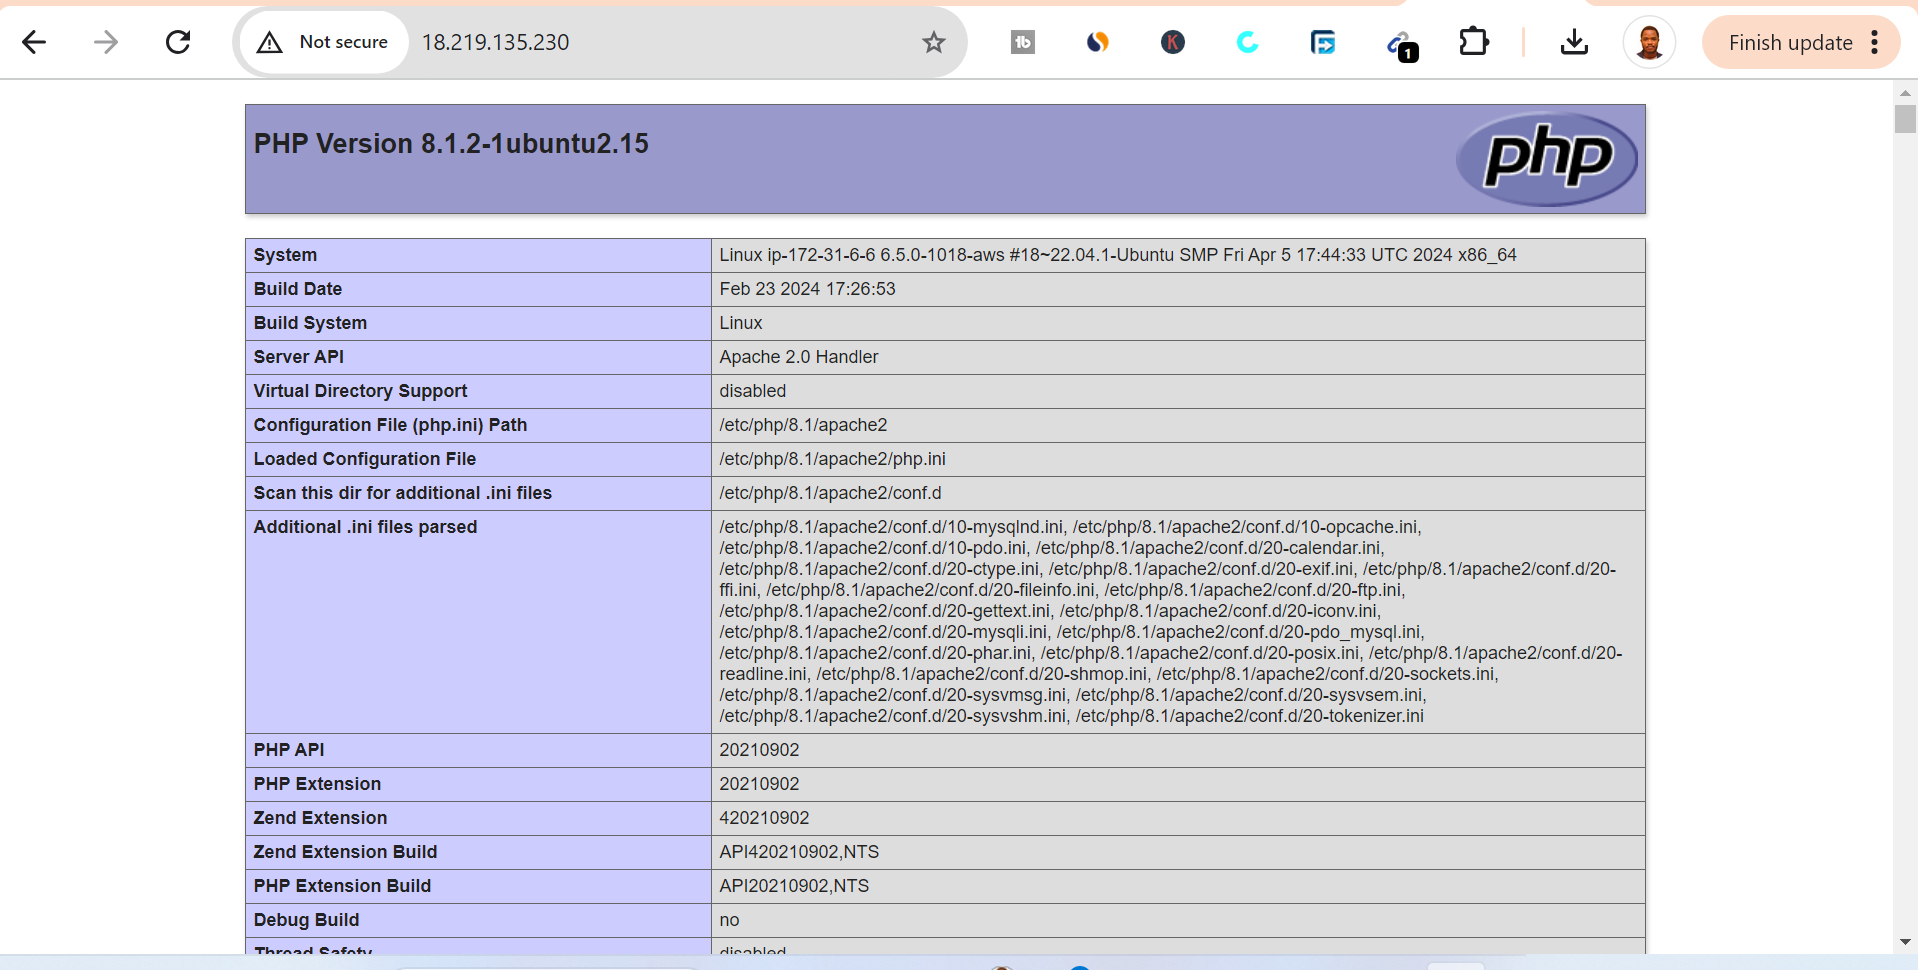 Not secure
18.219.135.230
1
Finish update
PHP Version 8.1.2-1ubuntu2.15
php
System Linux ip-172-31-6-6 6.5.0-1018-aws #18~22.04.1-Ubuntu SMP Fri Apr 5 17:44:33 UTC 2024 x86_64
Build Date Feb 23 2024 17:26:53
Build System Linux
Server API Apache 2.0 Handler
Virtual Directory Support disabled
Configuration File (php.ini) Path /etc/php/8.1/apache2
Loaded Configuration File /etc/php/8.1/apache2/php.ini
Scan this dir for additional .ini files /etc/php/8.1/apache2/conf.d
Additional .ini files parsed /etc/php/8.1/apache2/conf.d/10-mysqlnd.ini, /etc/php/8.1/apache2/conf.d/10-opcache.ini,
/etc/php/8.1/apache2/conf.d/10-pdo.ini, /etc/php/8.1/apache2/conf.d/20-calendar.ini,
/etc/php/8.1/apache2/conf.d/20-ctype.ini, /etc/php/8.1/apache2/conf.d/20-exif.ini, /etc/php/8.1/apache2/conf.d/20-
ffi.ini, /etc/php/8.1/apache2/conf.d/20-fileinfo.ini, /etc/php/8.1/apache2/conf.d/20-ftp.ini,
/etc/php/8.1/apache2/conf.d/20-gettext.ini, /etc/php/8.1/apache2/conf.d/20-iconv.ini,
/etc/php/8.1/apache2/conf.d/20-mysqli.ini, /etc/php/8.1/apache2/conf.d/20-pdo_mysql.ini,
/etc/php/8.1/apache2/conf.d/20-phar.ini, /etc/php/8.1/apache2/conf.d/20-posix.ini, /etc/php/8.1/apache2/conf.d/20-
readline.ini, /etc/php/8.1/apache2/conf.d/20-shmop.ini, /etc/php/8.1/apache2/conf.d/20-sockets.ini,
/etc/php/8.1/apache2/conf.d/20-sysvmsg.ini, /etc/php/8.1/apache2/conf.d/20-sysvsem.ini,
/etc/php/8.1/apache2/conf.d/20-sysvshm.ini, /etc/php/8.1/apache2/conf.d/20-tokenizer.ini
PHP API 20210902
PHP Extension 20210902
Zend Extension 420210902
Zend Extension Build API420210902,NTS
PHP Extension Build API20210902,NTS
Debug Build no
Thread Safety disabled